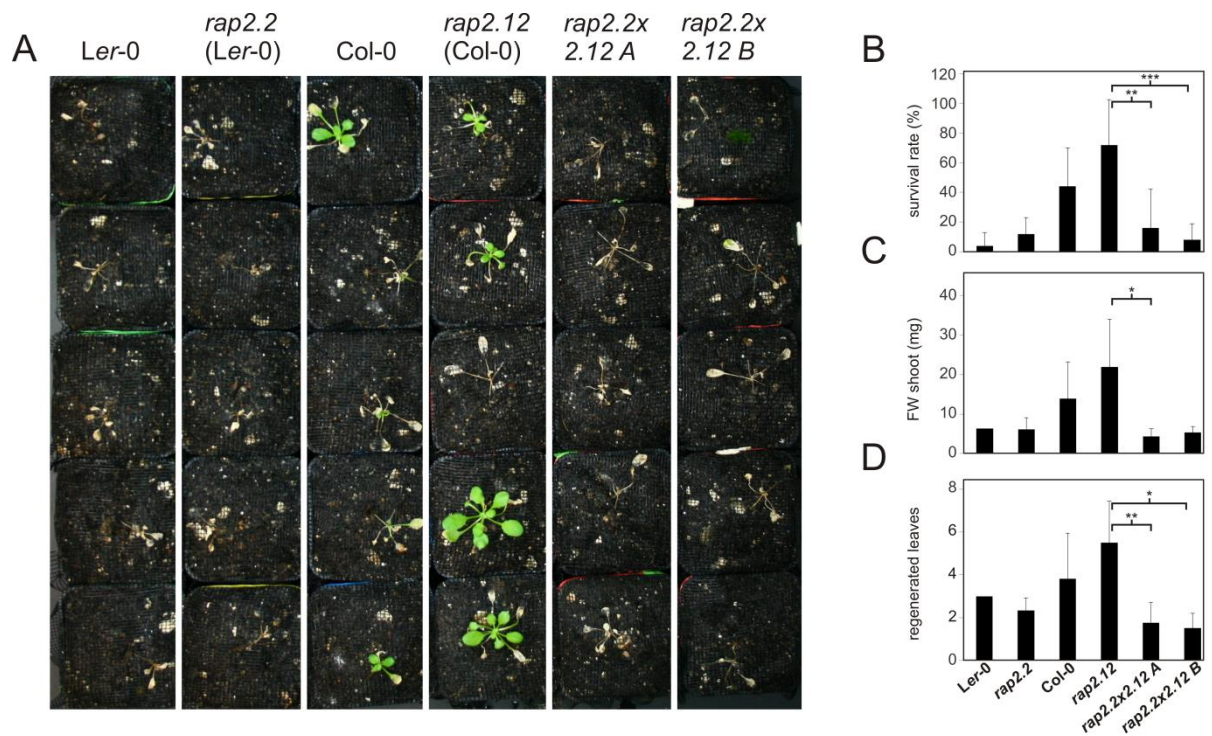 A
Ler-0
rap2.2
(Ler-0)
Col-0
rap2.12
(Col-0)
rap2.2x
2.12 A
rap2.2x
2.12 B
B
survival rate (%)
120
100
80
60
40
20
0
**
***
C
FW shoot (mg)
40
30
20
10
0
*
D
regenerated leaves
8
6
4
2
0
*
**
Ler-0
rap2.2
Col-0
rap2.12
rap2.2x2.12 A
rap2.2x2.12 B